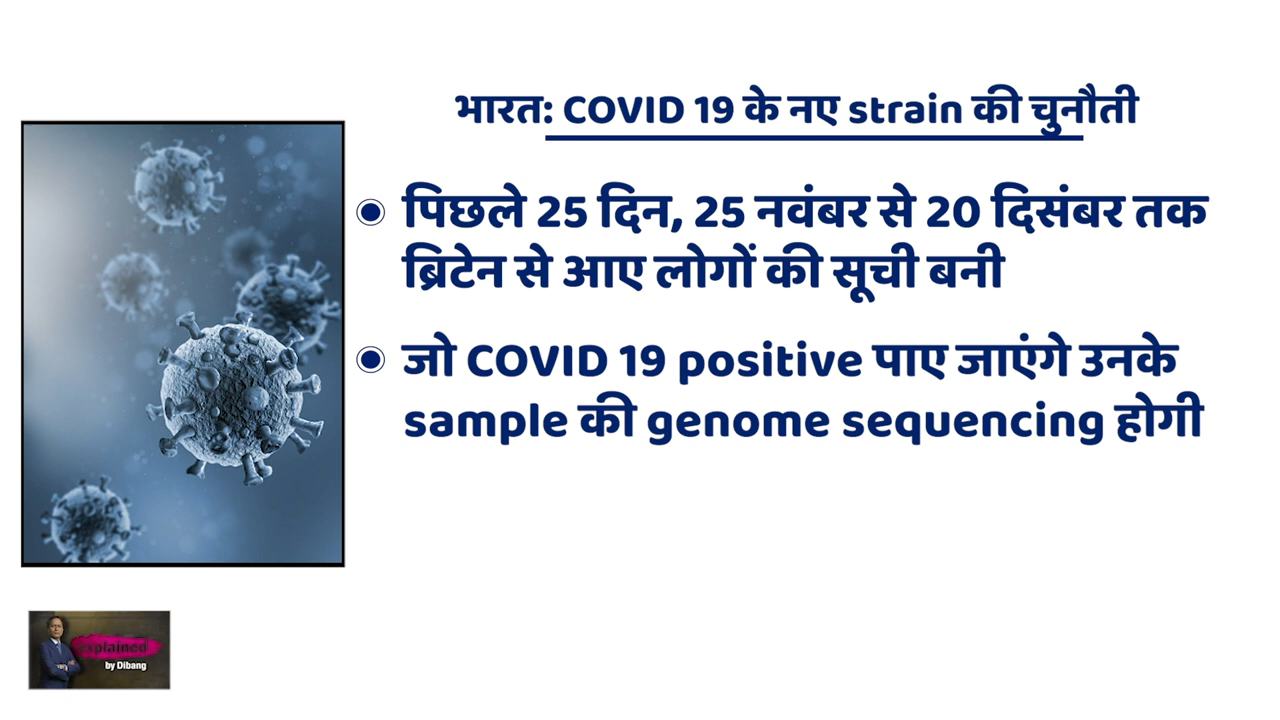 भारत: COVID 19 के नए strain की चुनौती
पिछले 25 दिन, 25 नवंबर से 20 दिसंबर तक
ब्रिटेन से आए लोगों की सूची बनी
जो COVID 19 positive पाए जाएंगे उनके
sample की genome sequencing होगी
explained
by Dibang